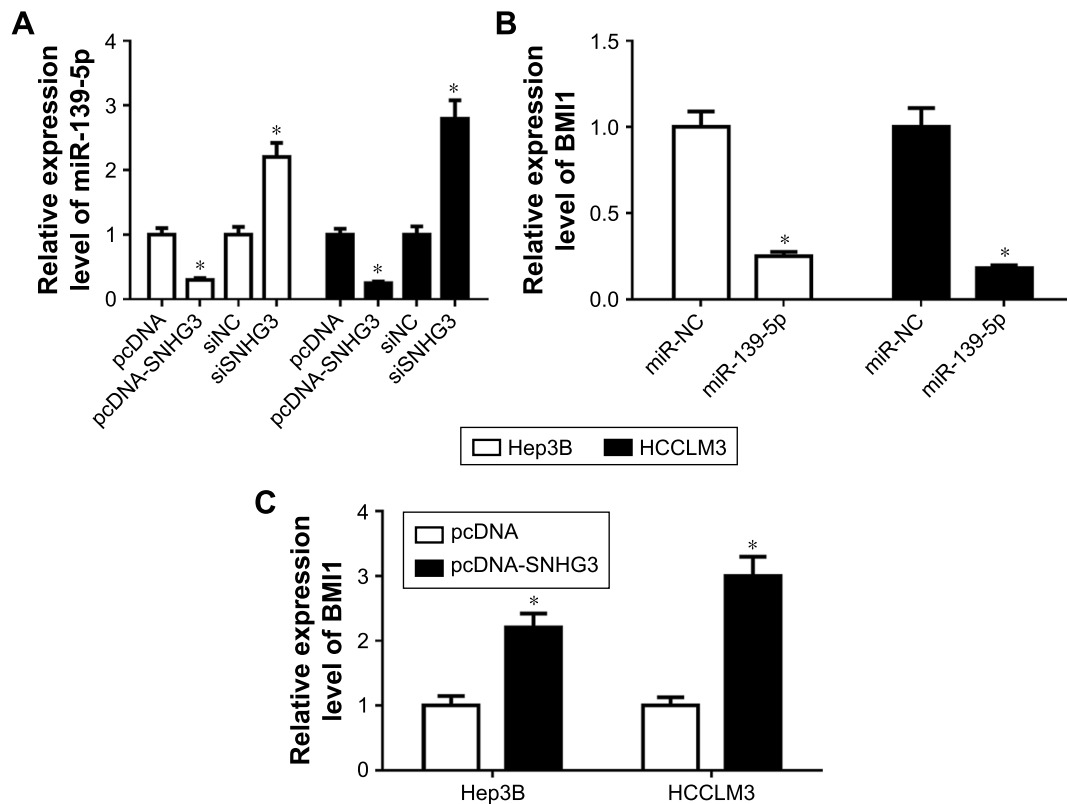 A
Relative expression
level of miR-139-5p
4
3
2
1
0
*
*
*
*
pcDNA
pcDNA-SNHG3
siNC
siSNHG3
pcDNA
pcDNA-SNHG3
siNC
siSNHG3
B
Relative expression
level of BMI1
1.5
1.0
0.5
0.0
*
*
miR-NC
miR-139-5p
miR-NC
miR-139-5p
Hep3B
HCCLM3
C
Relative expression
level of BMI1
4
3
2
1
0
pcDNA
pcDNA-SNHG3
*
*
Hep3B
HCCLM3